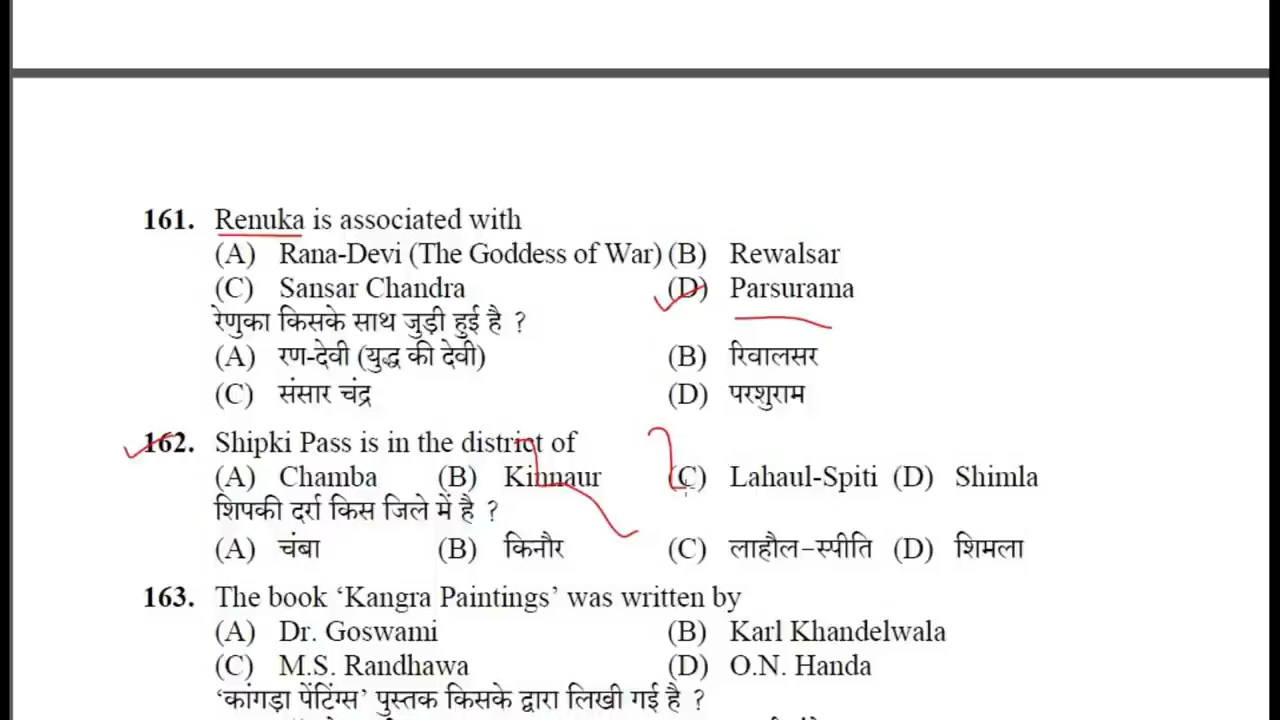 161. Renuka is associated with
(A) Rana-Devi (The Goddess of War) (B) Rewalsar
(C) Sansar Chandra (D) Parsurama
रेणुका किसके साथ जुड़ी हुई है ?
(A) रण-देवी (युद्ध की देवी) (B) रिवालसर
(C) संसार चंद्र (D) परशुराम
162. Shipki Pass is in the district of
(A) Chamba (B) Kinnaur (C) Lahaul-Spiti (D) Shimla
शिपकी दर्रा किस जिले में है ?
(A) चंबा (B) किनौर (C) लाहौल-स्पीति (D) शिमला
163. The book ‘Kangra Paintings’ was written by
(A) Dr. Goswami (B) Karl Khandelwala
(C) M.S. Randhawa (D) O.N. Handa
‘कांगड़ा पेंटिंग्स’ पुस्तक किसके द्वारा लिखी गई है ?